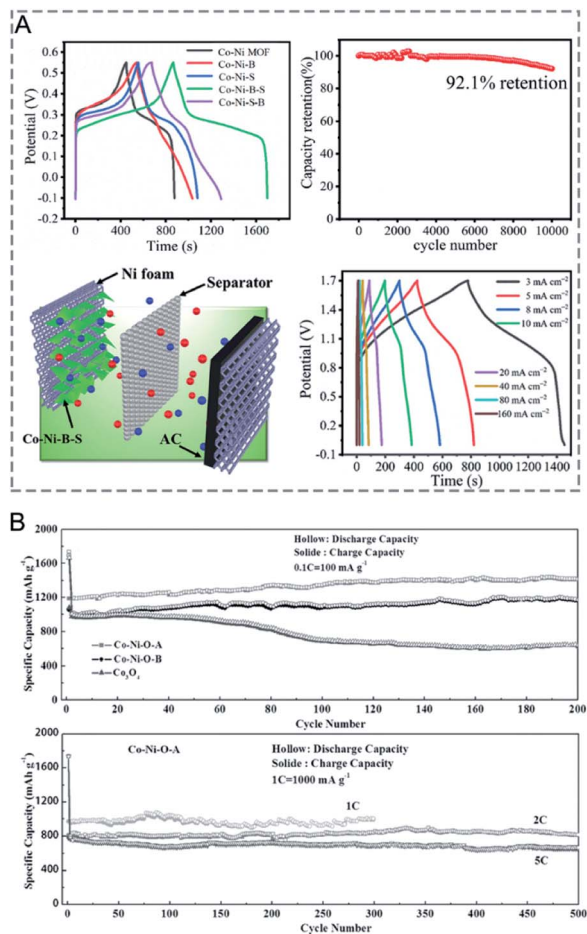 A
0.6
0.5
0.4
0.3
0.2
0.1
0.0
-0.1
-0.2
Potential (V)
Co-Ni MOF
Co-Ni-B
Co-Ni-S
Co-Ni-B-S
Co-Ni-S-B
0 400 800 1200 1600
Time (s)
100
80
60
40
20
0
Capacity retention(%)
92.1% retention
0 2000 4000 6000 8000 10000
cycle number
Ni foam
Separator
Co-Ni-B-S
AC
1.7
1.4
1.1
0.8
0.5
0.2
-0.1
Potential (V)
3 mA cm⁻²
5 mA cm⁻²
8 mA cm⁻²
10 mA cm⁻²
20 mA cm⁻²
40 mA cm⁻²
80 mA cm⁻²
160 mA cm⁻²
0 200 400 600 800 1000 1200 1400
Time (s)
B
2000
1600
1200
800
400
0
Specific Capacity (mAh g⁻¹)
Hollow: Discharge Capacity
Solide : Charge Capacity
0.1C=100 mA g⁻¹
Co-Ni-O-A
Co-Ni-O-B
Co₃O₄
0 20 40 60 80 100 120 140 160 180 200
Cycle Number
2000
1600
1200
800
400
0
Specific Capacity (mAh g⁻¹)
Co-Ni-O-A
Hollow: Discharge Capacity
Solide : Charge Capacity
1C=1000 mA g⁻¹
1C
2C
5C
0 50 100 150 200 250 300 350 400 450 500
Cycle Number